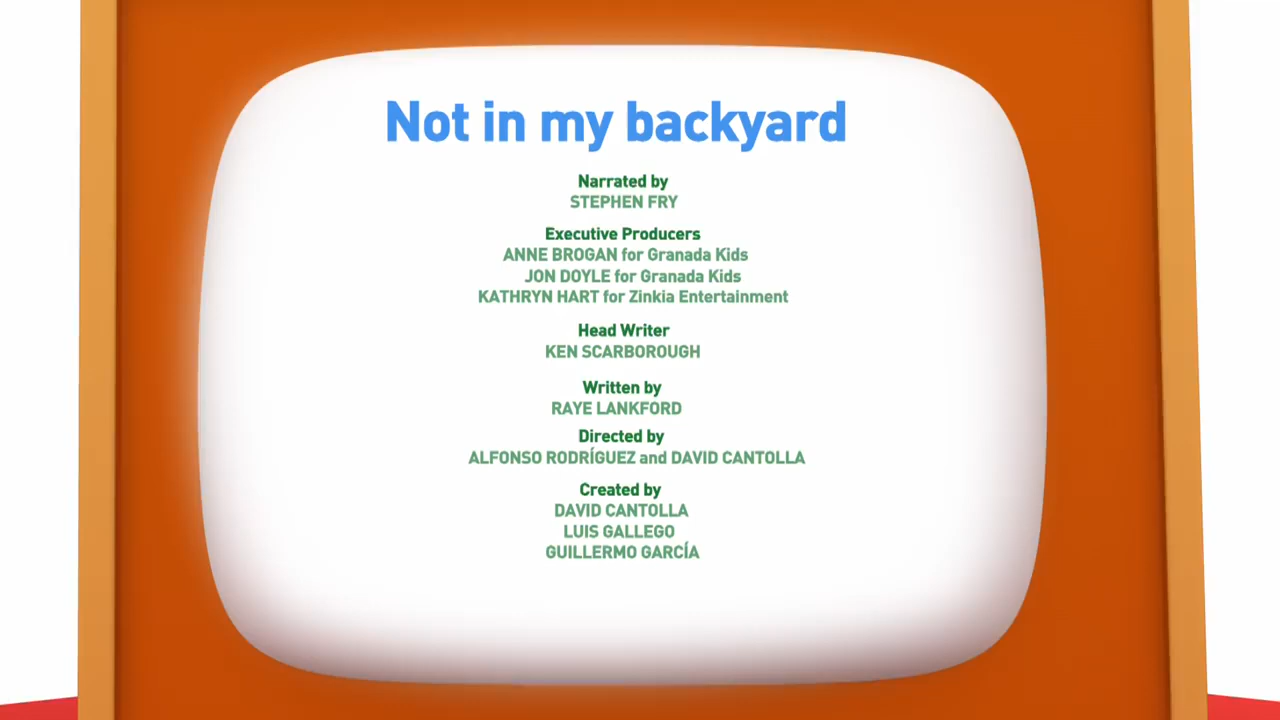 Not in my backyard
Narrated by
STEPHEN FRY
Executive Producers
ANNE BROGAN for Granada Kids
JON DOYLE for Granada Kids
KATHRYN HART for Zinkia Entertainment
Head Writer
KEN SCARBOROUGH
Written by
RAYE LANKFORD
Directed by
ALFONSO RODRÍGUEZ and DAVID CANTOLLA
Created by
DAVID CANTOLLA
LUIS GALLEGO
GUILLERMO GARCÍA